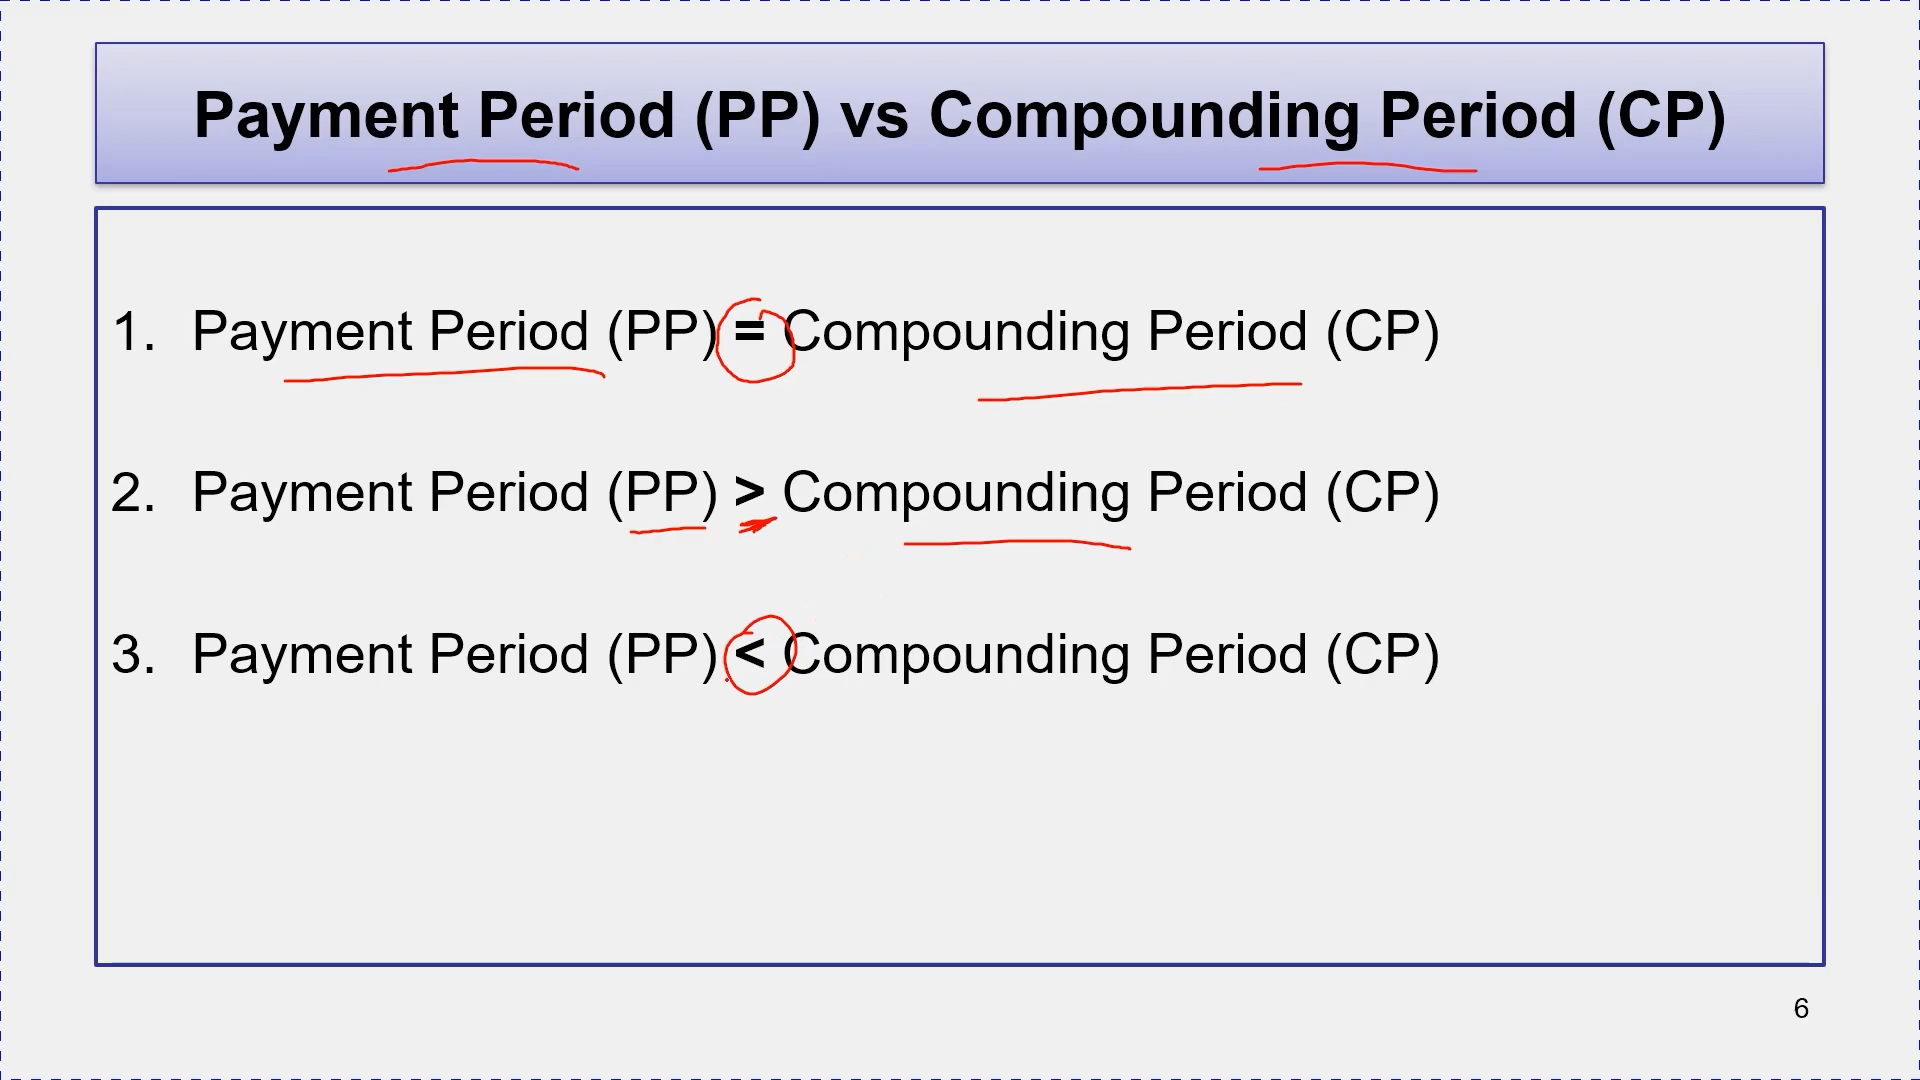 Payment Period (PP) vs Compounding Period (CP)
1. Payment Period (PP) = Compounding Period (CP)
2. Payment Period (PP) > Compounding Period (CP)
3. Payment Period (PP) < Compounding Period (CP)
6